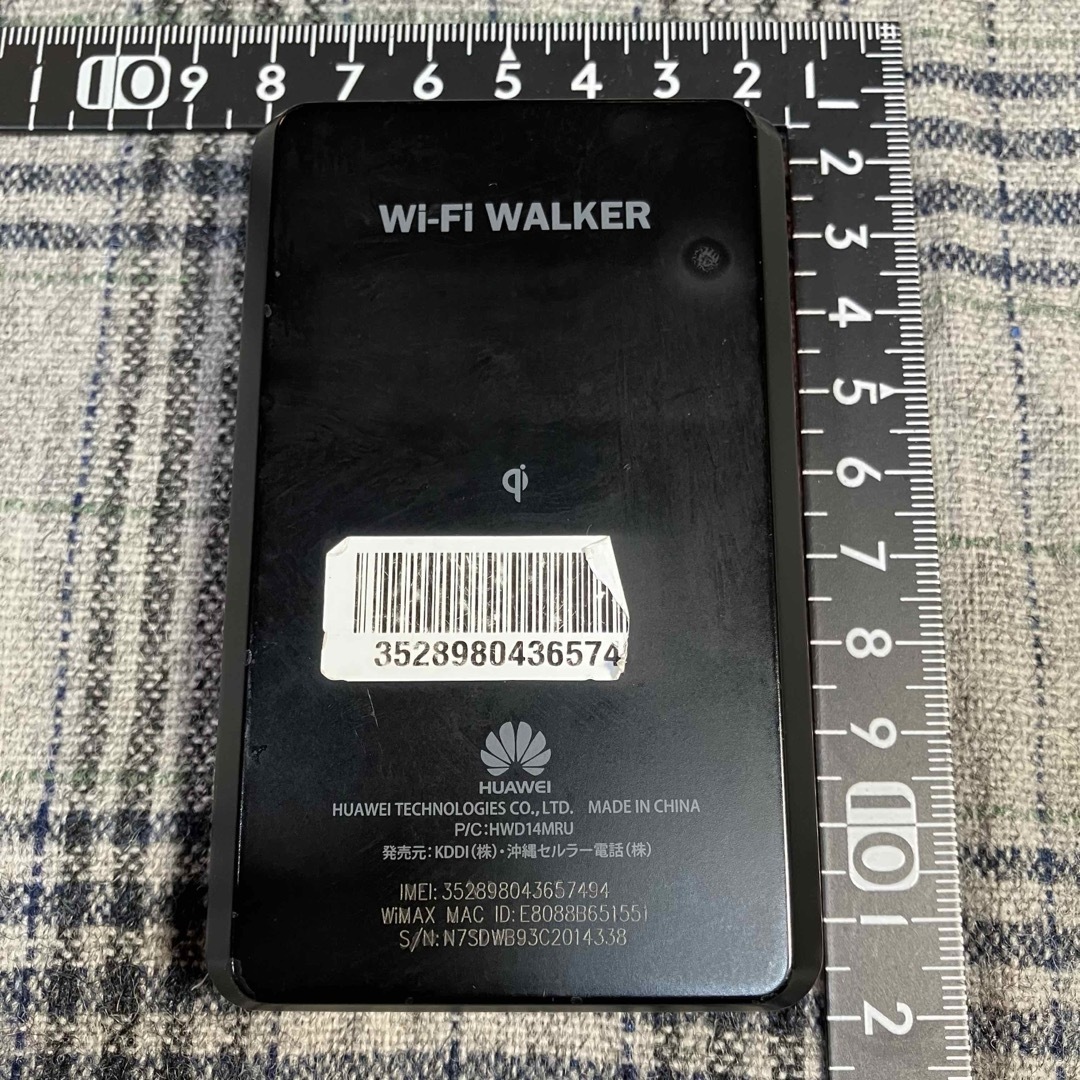 1 10 9 8 7 6 5 4 3 2 1
2
3
4
5
6
7
8
9
10
1
2
Wi-Fi WALKER
qi
3528980436574
HUAWEI
HUAWEI TECHNOLOGIES CO., LTD. MADE IN CHINA
P/C:HWD14MRU
発売元:KDDI(株)・沖縄セルラー電話(株)
IMEI: 352898043657494
WiMAX MAC ID: E8088B651551
S/N: N7SDWB93C2014338